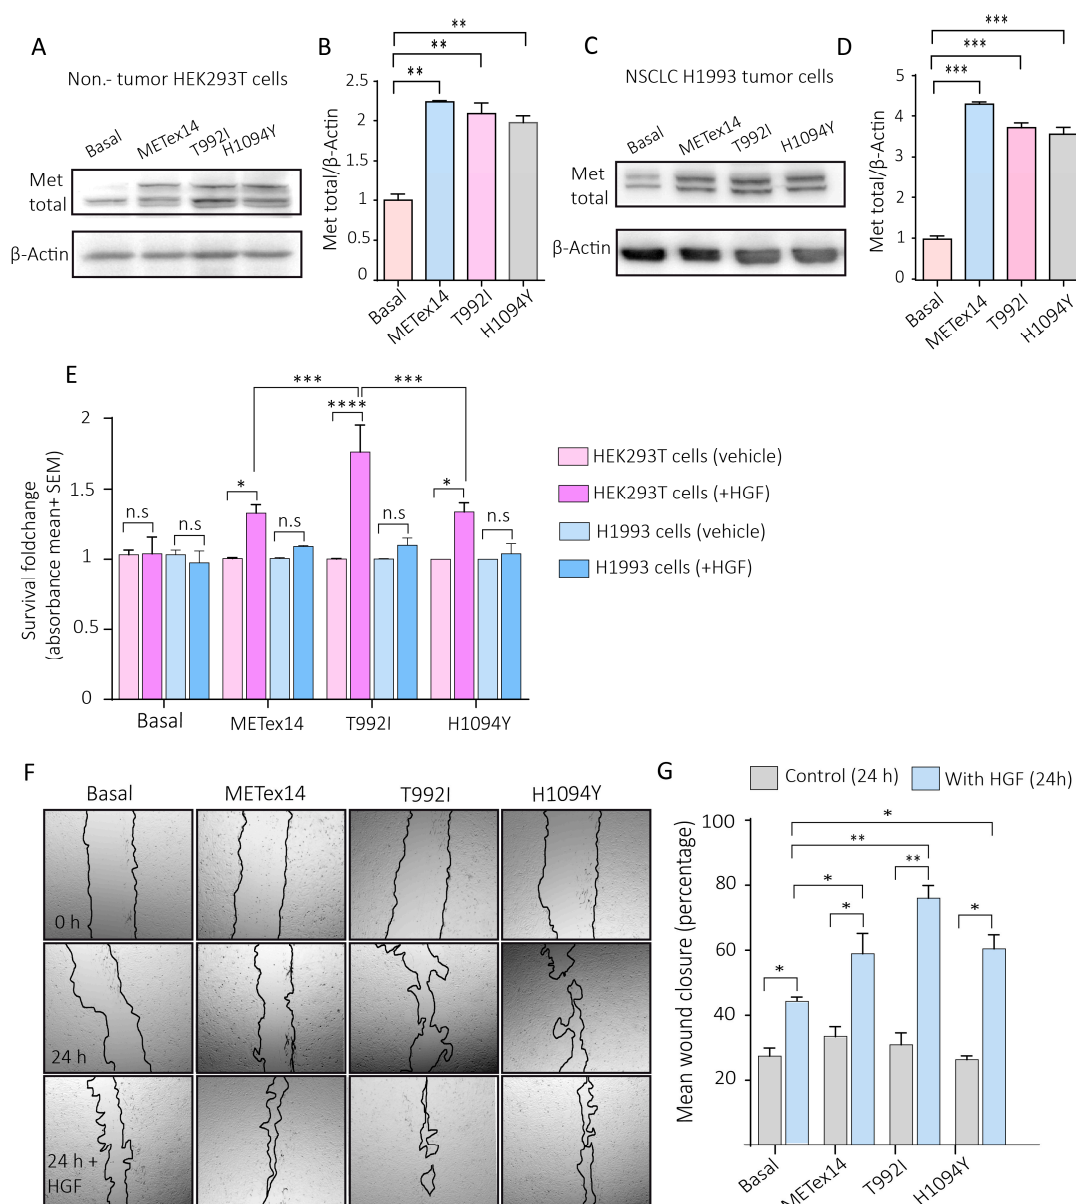 A
Non.- tumor HEK293T cells
Basal
METex14
T992I
H1094Y
Met
total
β-Actin
B
**
**
**
Met total/β-Actin
2.5
2
1.5
1
0.5
0
Basal
METex14
T992I
H1094Y
C
NSCLC H1993 tumor cells
Basal
METex14
T992I
H1094Y
Met
total
β-Actin
D
***
***
***
Met total/β-Actin
5
4
3
1
0
Basal
METex14
T992I
H1094Y
E
*** ***
****
* *
n.s n.s n.s n.s n.s
Survival foldchange
(absorbance mean+ SEM)
2
1.5
1
0.5
0
Basal METex14 T992I H1094Y
HEK293T cells (vehicle)
HEK293T cells (+HGF)
H1993 cells (vehicle)
H1993 cells (+HGF)
F
Basal METex14 T992I H1094Y
0 h
24 h
24 h +
HGF
G
Control (24 h) With HGF (24h)
*
**
* **
* * *
Mean wound closure (percentage)
100
80
60
40
20
Basal
METex14
T992I
H1094Y